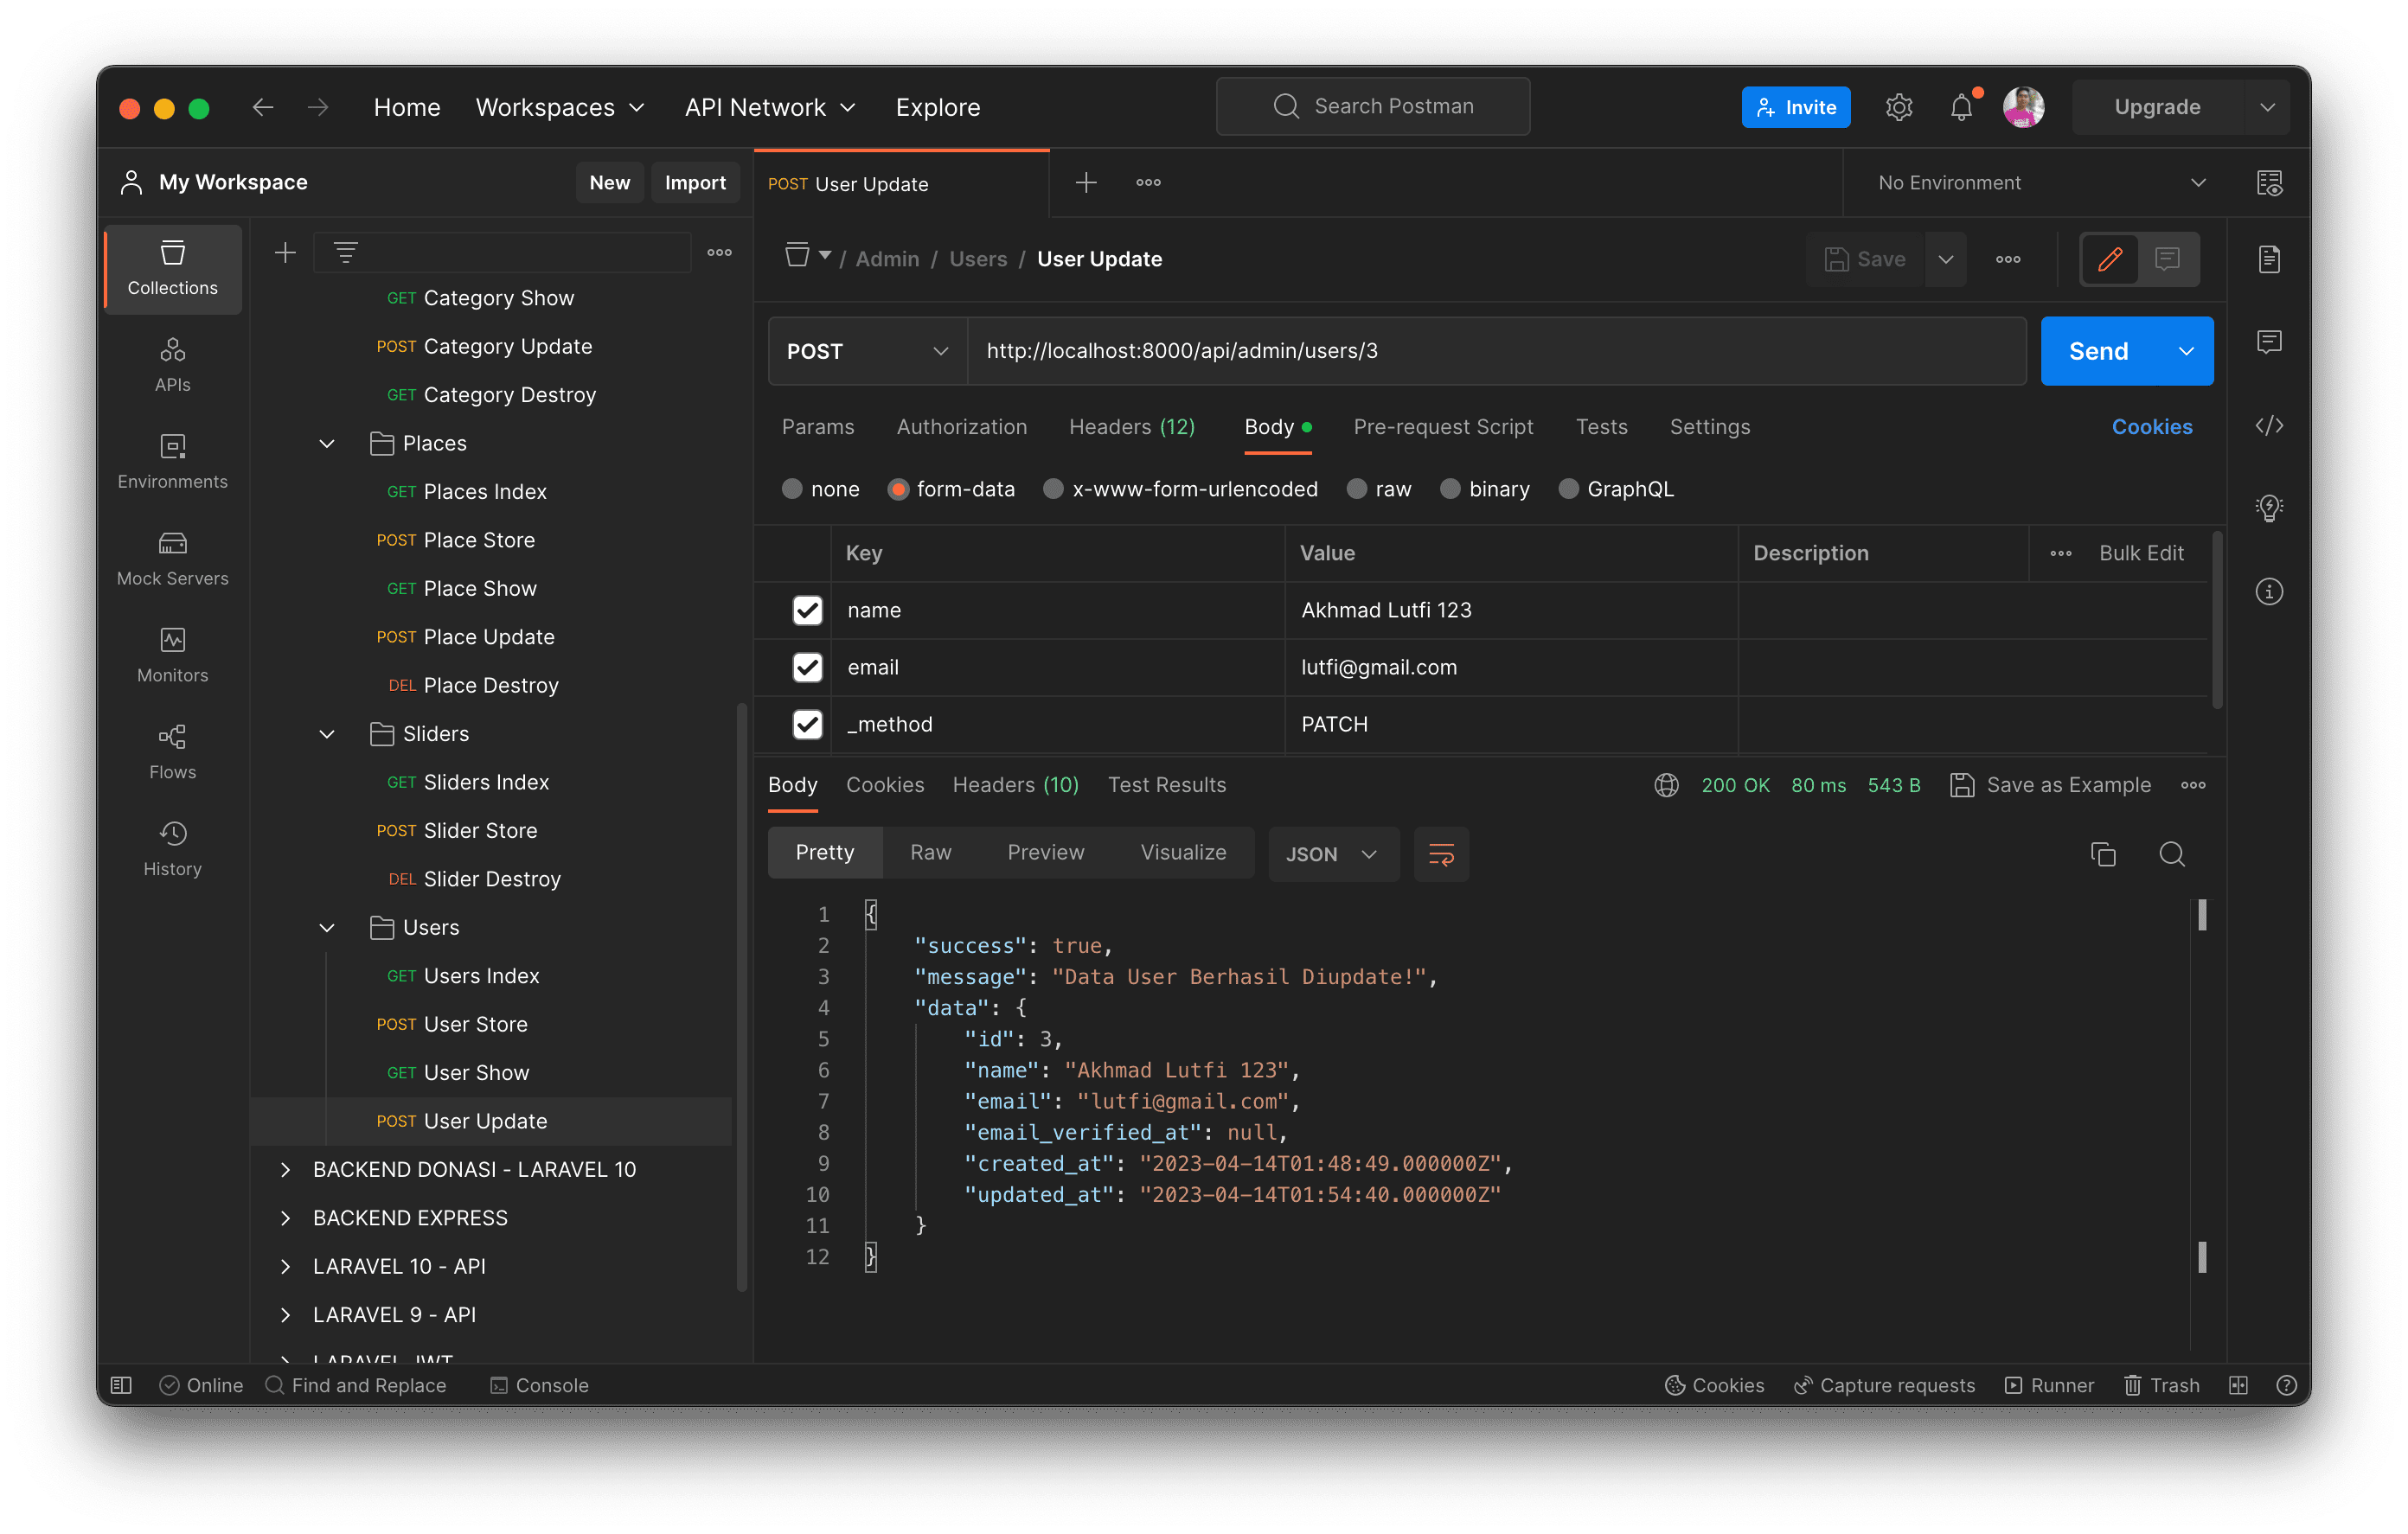 Home Workspaces API Network Explore Search Postman Invite Upgrade
My Workspace New Import
POST User Update No Environment
Collections
APIs
Environments
Mock Servers
Monitors
Flows
History
GET Category Show
POST Category Update
GET Category Destroy
Places
GET Places Index
POST Place Store
GET Place Show
POST Place Update
DEL Place Destroy
Sliders
GET Sliders Index
POST Slider Store
DEL Slider Destroy
Users
GET Users Index
POST User Store
GET User Show
POST User Update
BACKEND DONASI - LARAVEL 10
BACKEND EXPRESS
LARAVEL 10 - API
LARAVEL 9 - API
LARAVEL JWT
/ Admin / Users / User Update Save
POST http://localhost:8000/api/admin/users/3 Send
Params Authorization Headers (12) Body Pre-request Script Tests Settings Cookies
none form-data x-www-form-urlencoded raw binary GraphQL
Key Value Description Bulk Edit
name Akhmad Lutfi 123
email lutfi@gmail.com
_method PATCH
Body Cookies Headers (10) Test Results 200 OK 80 ms 543 B Save as Example
Pretty Raw Preview Visualize JSON
1 {
2 "success": true,
3 "message": "Data User Berhasil Diupdate!",
4 "data": {
5 "id": 3,
6 "name": "Akhmad Lutfi 123",
7 "email": "lutfi@gmail.com",
8 "email_verified_at": null,
9 "created_at": "2023-04-14T01:48:49.000000Z",
10 "updated_at": "2023-04-14T01:54:40.000000Z"
11 }
12 }
Online Find and Replace Console Cookies Capture requests Runner Trash